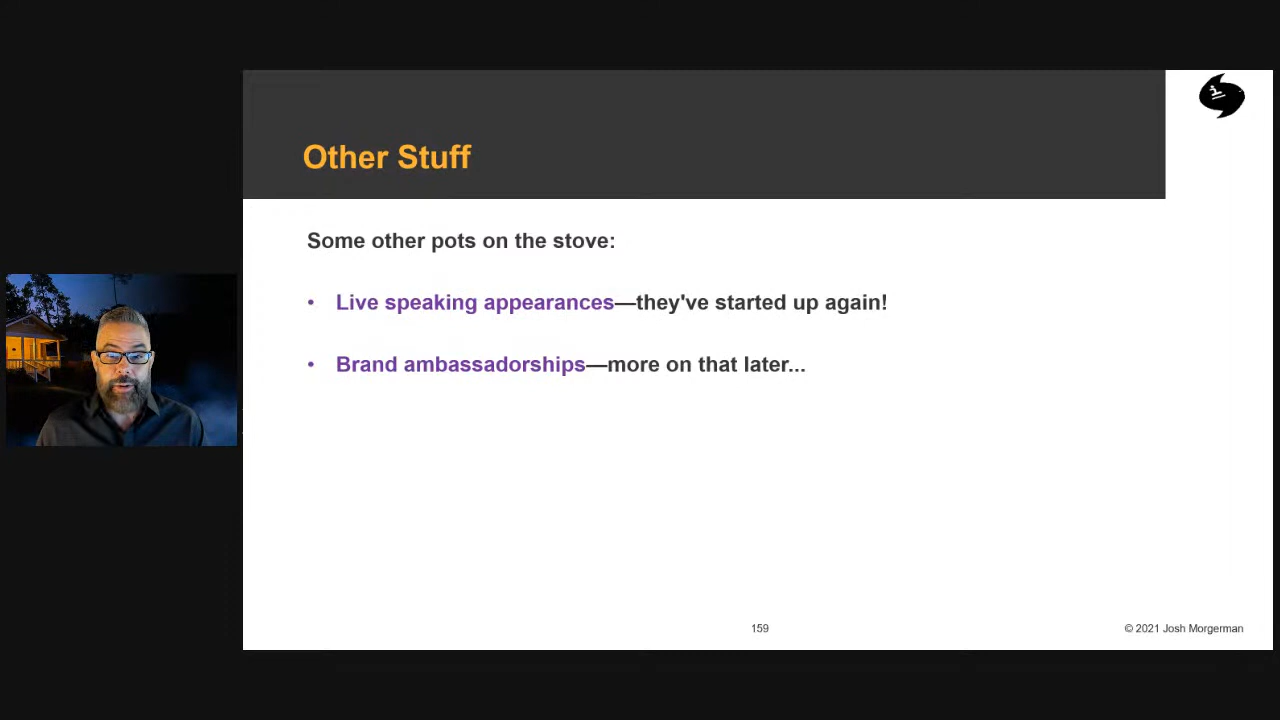 Other Stuff
Some other pots on the stove:
• Live speaking appearances—they've started up again!
• Brand ambassadorships—more on that later...
159
© 2021 Josh Morgerman